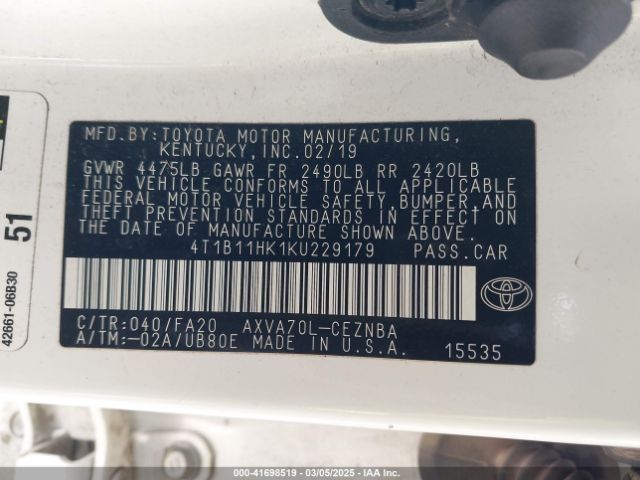 MFD.BY:TOYOTA MOTOR MANUFACTURING,
KENTUCKY, INC.02/19
GVWR 4475LB GAWR FR 2490LB RR 2420LB
THIS VEHICLE CONFORMS TO ALL APPLICABLE
FEDERAL MOTOR VEHICLE SAFETY, BUMPER, AND
THEFT PREVENTION STANDARDS IN EFFECT ON
THE DATE OF MANUFACTURE SHOWN ABOVE.
4T1B11HK1KU229179 PASS.CAR
C/TR:040/FA20 AXVA70L-CEZNBA
A/TM:-02A/UB80E MADE IN U.S.A. 15535
42661-06B30
51
000-41698519 | 03/05/2025 | IAA Inc.